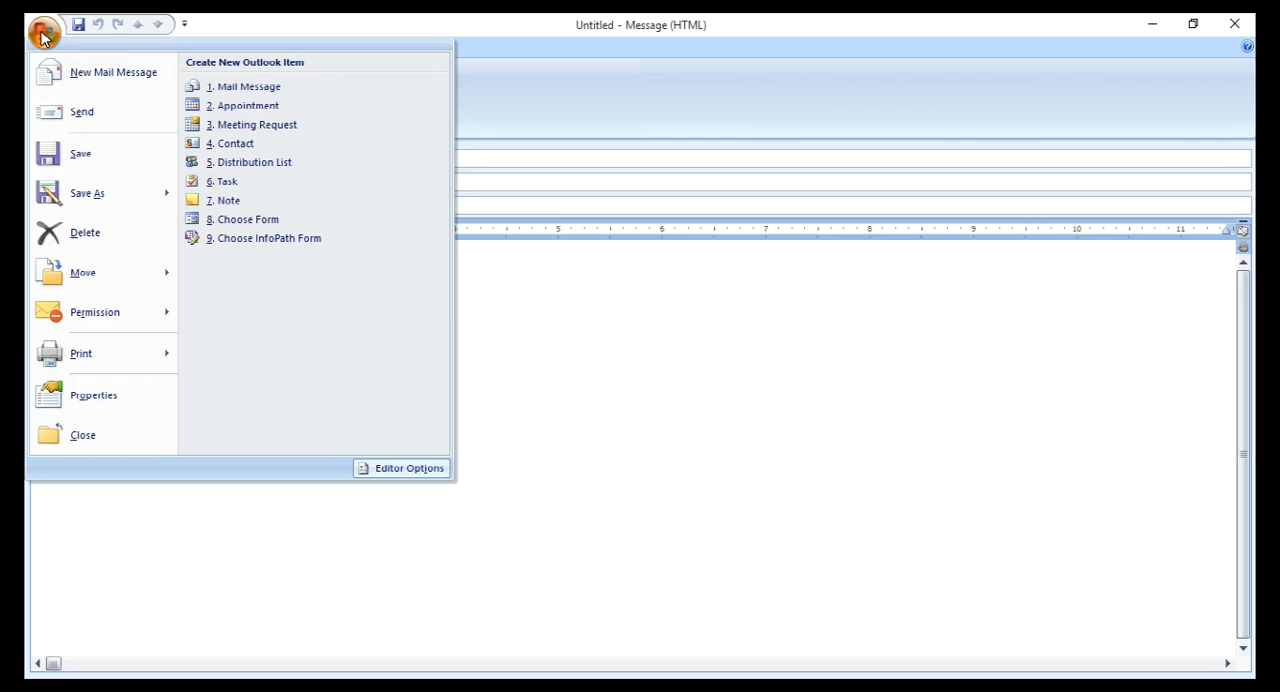 Untitled - Message (HTML)
New Mail Message
Send
Save
Save As
Delete
Move
Permission
Print
Properties
Close
Create New Outlook Item
1. Mail Message
2. Appointment
3. Meeting Request
4. Contact
5. Distribution List
6. Task
7. Note
8. Choose Form
9. Choose InfoPath Form
Editor Options
5 6 7 8 9 10 11